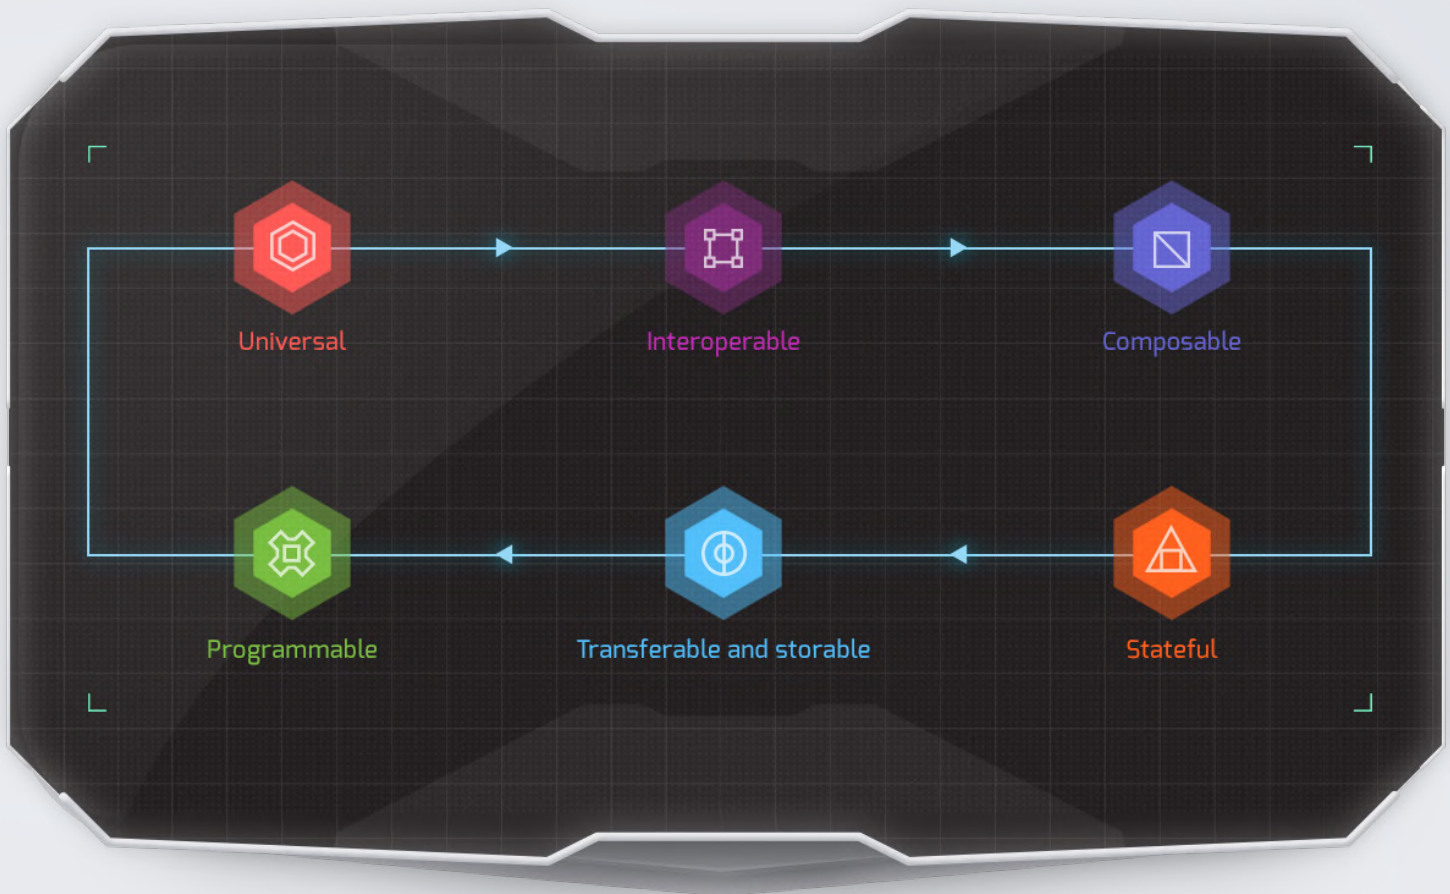 Universal
Interoperable
Composable
Programmable
Transferable and storable
Stateful